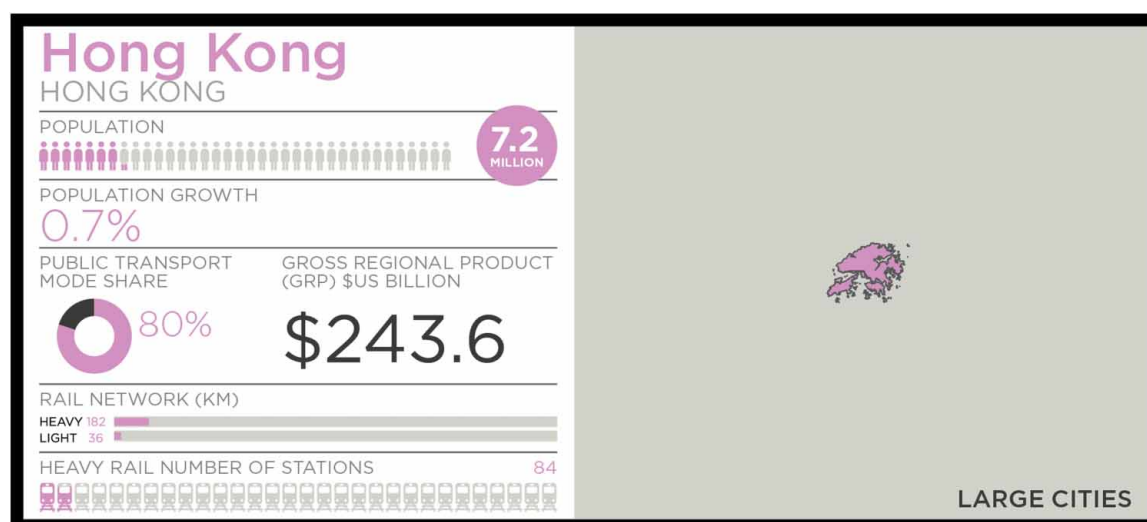 Hong Kong
HONG KONG
POPULATION
7.2
MILLION
POPULATION GROWTH
0.7%
PUBLIC TRANSPORT
MODE SHARE
80%
GROSS REGIONAL PRODUCT
(GRP) $US BILLION
$243.6
RAIL NETWORK (KM)
HEAVY 182
LIGHT 36
HEAVY RAIL NUMBER OF STATIONS 84
LARGE CITIES